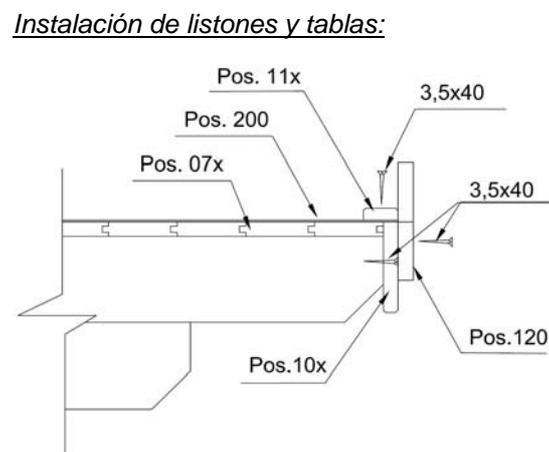 Instalación de listones y tablas:
Pos. 11x
3,5x40
Pos. 200
Pos. 07x
3,5x40
Pos.120
Pos.10x